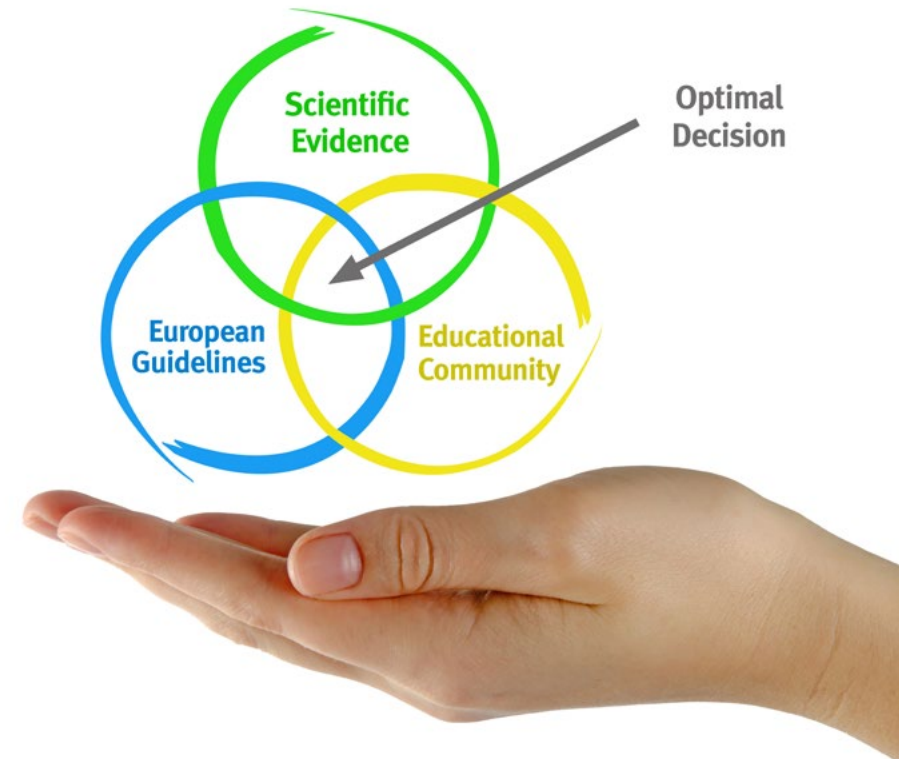 Scientific
Evidence
Optimal
Decision
European
Guidelines
Educational
Community